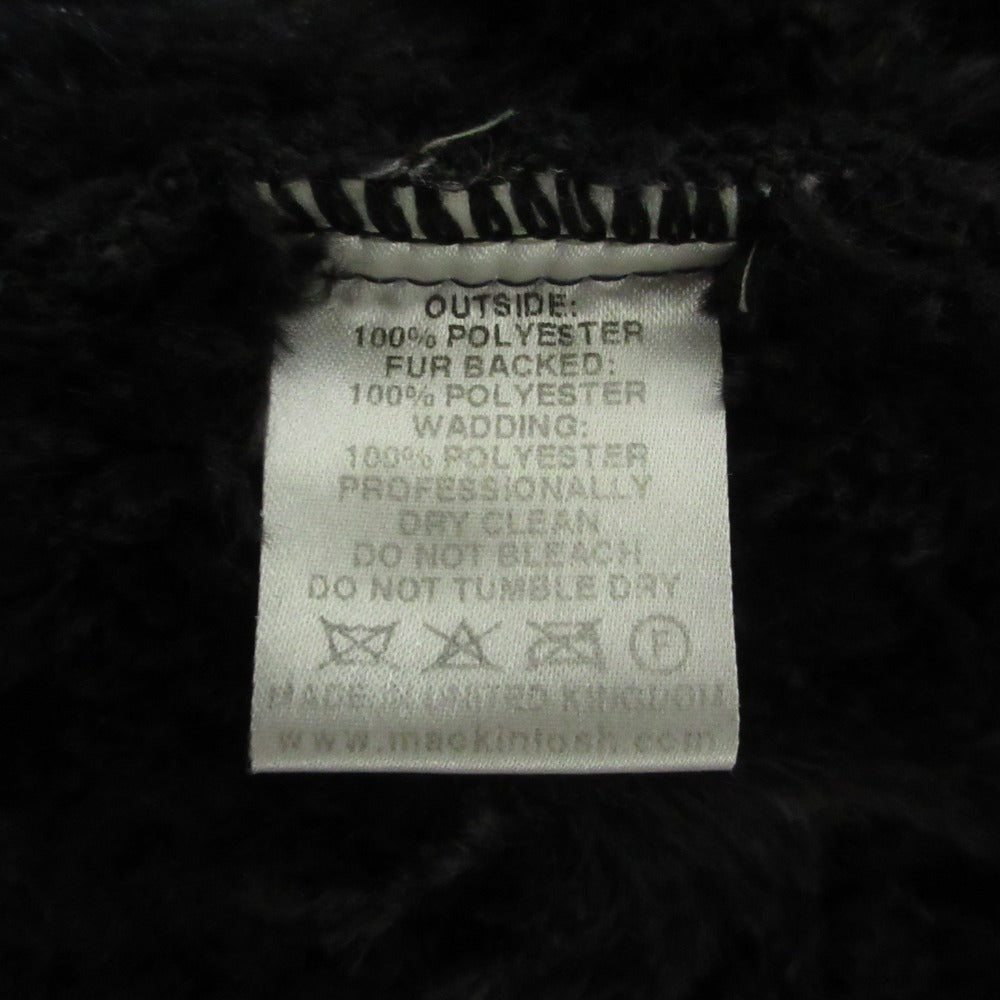 OUTSIDE:
100% POLYESTER
FUR BACKED:
100% POLYESTER
WADDING:
100% POLYESTER
PROFESSIONALLY
DRY CLEAN
DO NOT BLEACH
DO NOT TUMBLE DRY
F
MADE IN UNITED KINGDOM
www.mackintosh.com